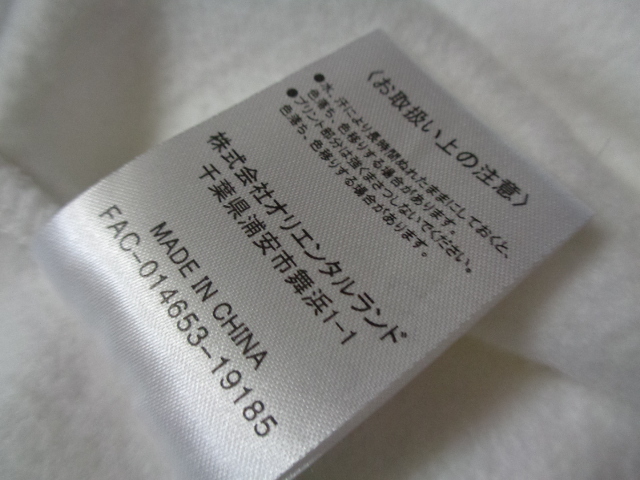 〈お取扱い上の注意〉
●水、汗により長時間ぬれたままにしておくと、
色落ち、色移りする場合があります。
●プリント部分は強くまさつしないでください。
色落ち、色移りする場合があります。
株式会社オリエンタルランド
千葉県浦安市舞浜1-1
MADE IN CHINA
FAC-014653-19185